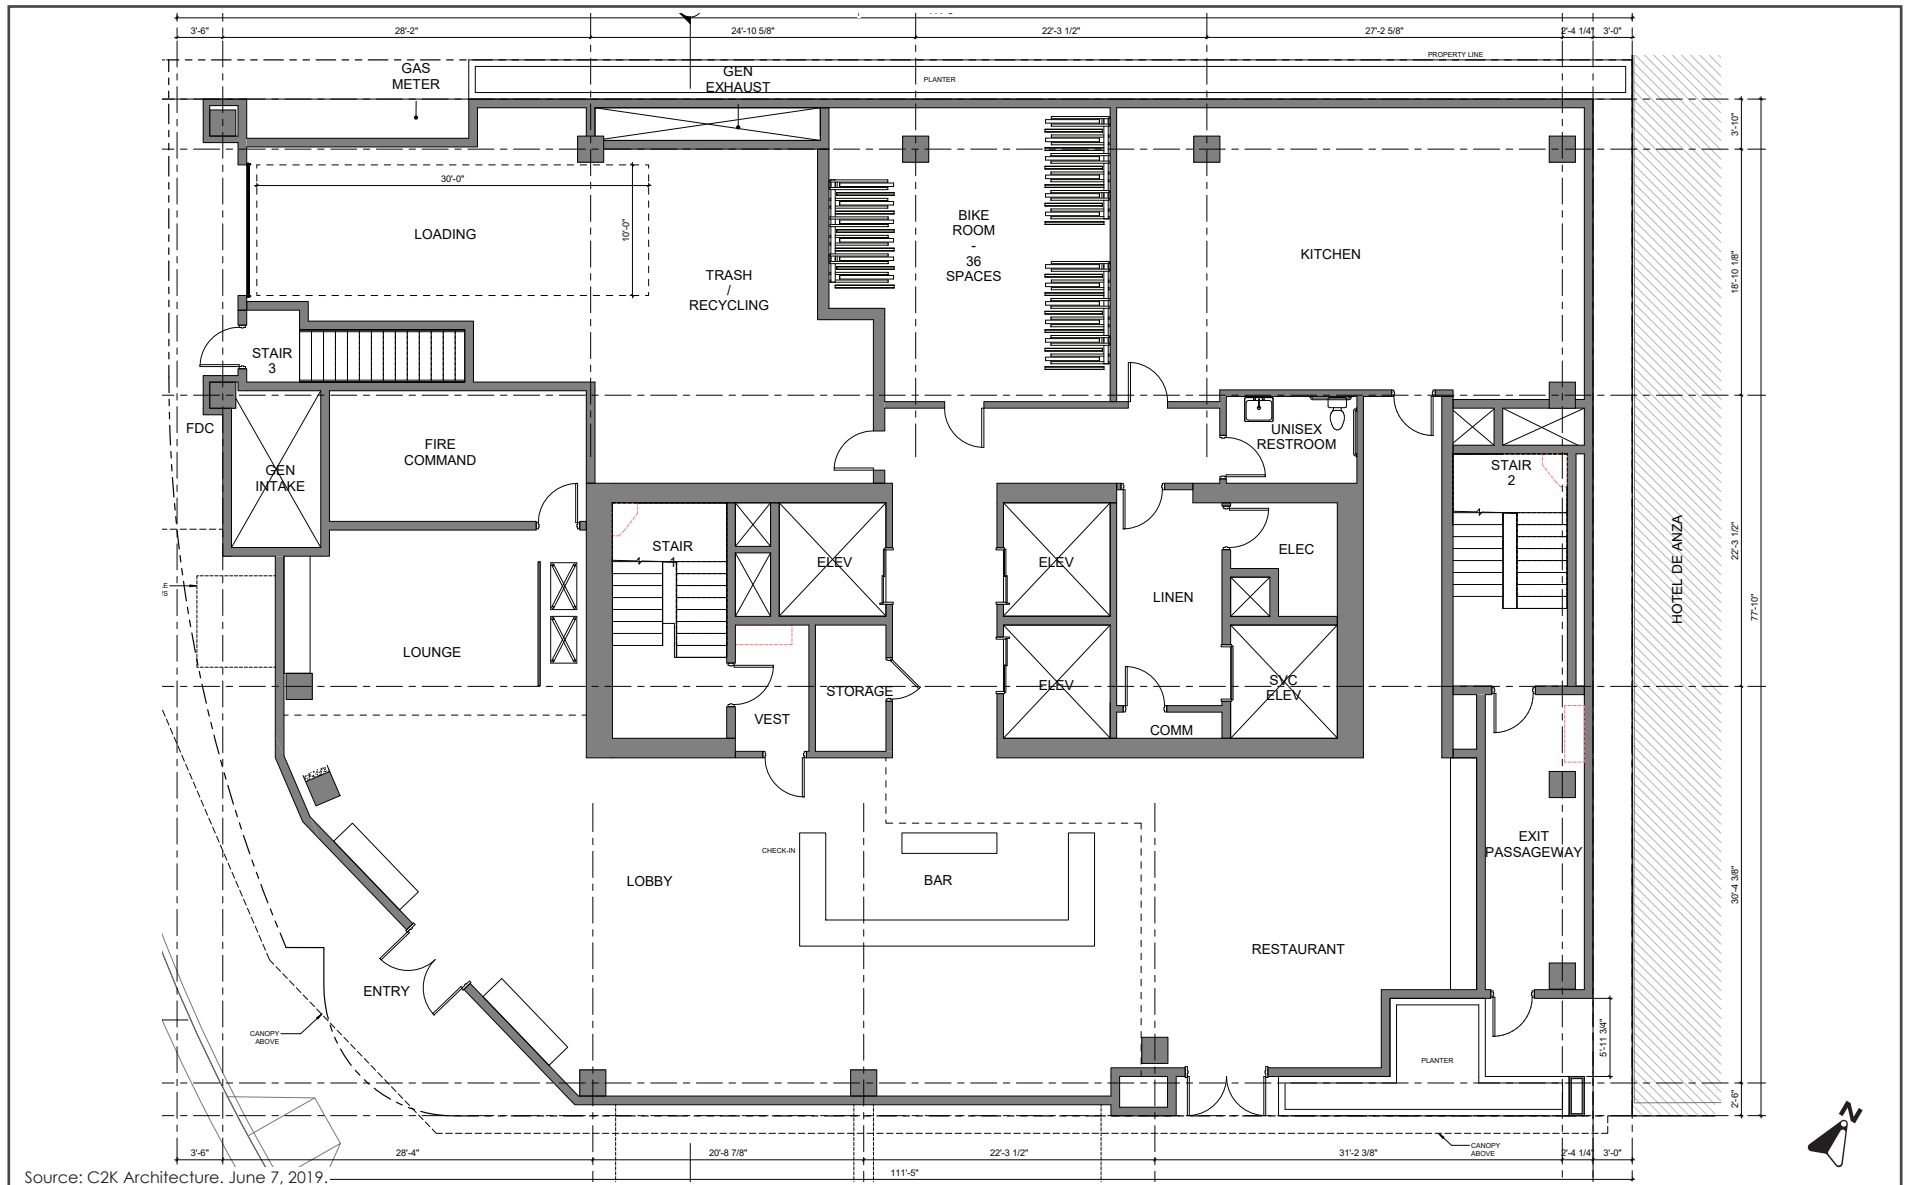 3'-6"
28'-2"
24'-10 5/8"
22'-3 1/2"
27'-2 5/8"
2'-4 1/4"
3'-0"
PROPERTY LINE
GAS
METER
GEN
EXHAUST
PLANTER
3'-10"
30'-0"
10'-0"
LOADING
TRASH
/
RECYCLING
BIKE
ROOM
-
36
SPACES
KITCHEN
18'-10 1/8"
STAIR
3
FDC
GEN
INTAKE
FIRE
COMMAND
UNISEX
RESTROOM
STAIR
2
STAIR
1
ELEV
ELEV
ELEC
LINEN
HOTEL DE ANZA
22'-3 1/2"
77'-10"
LOUNGE
STORAGE
ELEV
SVC
ELEV
VEST
COMM
EXIT
PASSAGEWAY
CHECK-IN
LOBBY
BAR
30'-4 3/8"
RESTAURANT
ENTRY
CANOPY
ABOVE
5'-11 3/4"
PLANTER
2'-6"
N
CANOPY
ABOVE
3'-6"
28'-4"
20'-8 7/8"
22'-3 1/2"
31'-2 3/8"
2'-4 1/4"
3'-0"
111'-5"
Source: C2K Architecture. June 7, 2019.